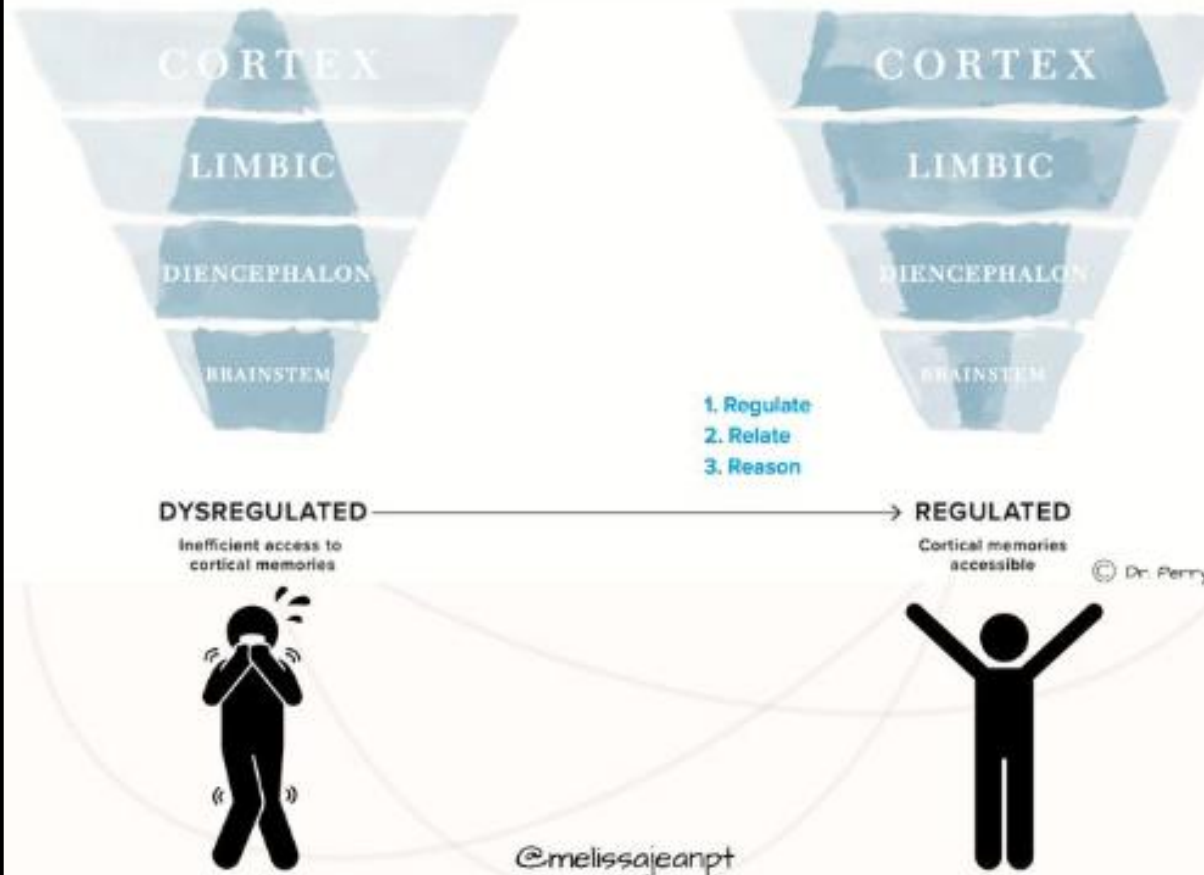 CORTEX
LIMBIC
DIENCEPHALON
BRAINSTEM
CORTEX
LIMBIC
DIENCEPHALON
BRAINSTEM
1. Regulate
2. Relate
3. Reason
DYSREGULATED
Inefficient access to
cortical memories
REGULATED
Cortical memories
accessible
© Dr. Perry
@melissajeanpt